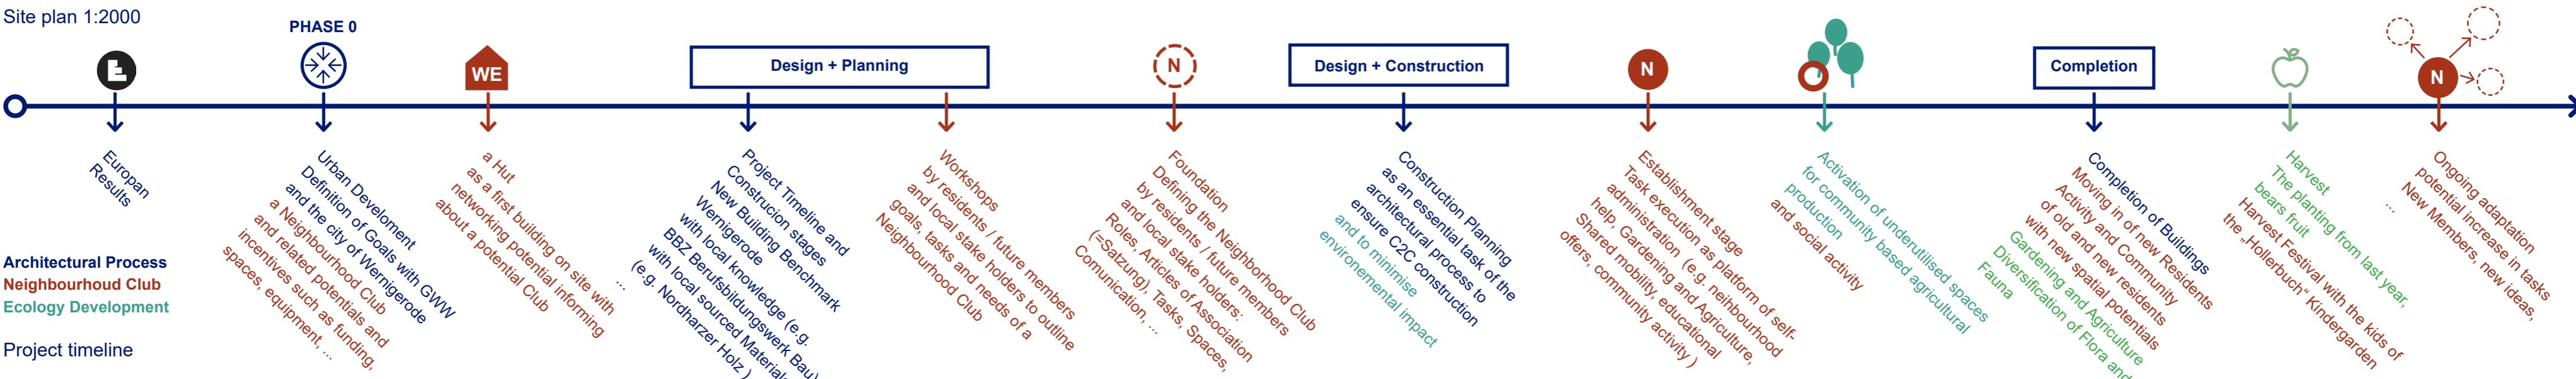 Site plan 1:2000
PHASE 0
E
WE
Design + Planning
N
Design + Construction
N
Completion
N
European
Results
Urban Development
Definition of Goals with GWW
and the city of Wernigerode
a Neighbourhood Club
and related potentials and
incentives such as funding,
spaces, equipment, ...
a Hut
as a first building on site with
networking potential informing
about a potential Club
...
Project Timeline and
Construcion stages
New Building Benchmark
Wernigerode
with local knowledge (e.g.
BBZ Berufsbildungswerk Bau)
with local sourced Materials
(e.g. Nordharzer Holz )
Workshops
by residents / future members
and local stake holders to outline
goals, tasks and needs of a
Neighbourhood Club
Foundation
Defining the Neighborhood Club
by residents / future members
and local stake holders:
Roles, Articles of Association
(=Satzung), Tasks, Spaces,
Comunication, ...
Construction Planning
as an essential task of the
architectural process to
ensure C2C construction
and to minimise
environemental impact
Establishment stage
Task execution as platform of self-
administration (e.g. neihbourhood
help, Gardening and Agriculture,
Shared mobility, educational
offers, community activity )
Activation of underutilised spaces
for community based agricultural
production
and social activity
Completion of Buildings
Moving in of new Residents
Activity and Community
of old and new residents
with new spatial potentials
Gardening and Agriculture
Diversification of Flora and
Fauna
Harvest
The planting from last year,
bears fruit
Harvest Festival with the kids of
the „Hollerbuch“ Kindergarden
Ongoing adaptation
potential increase in tasks
New Members, new ideas,
...
Architectural Process
Neighbourhoud Club
Ecology Development
Project timeline